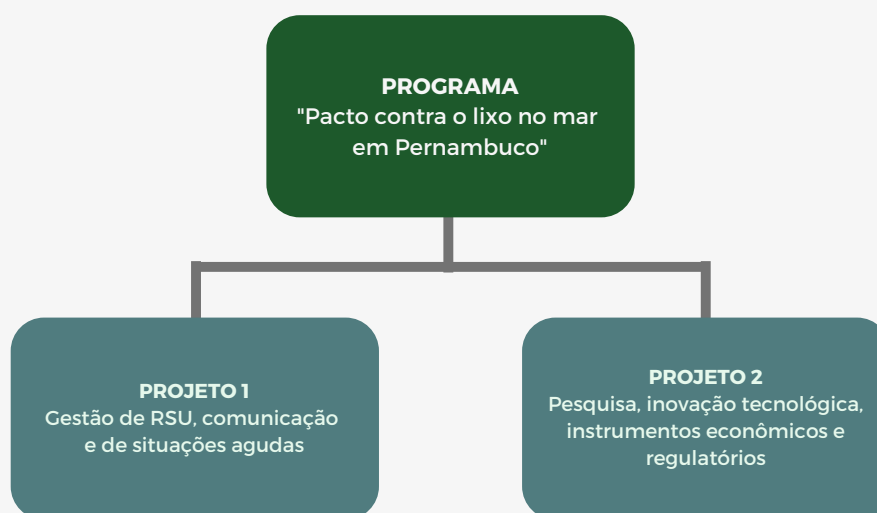 PROGRAMA
"Pacto contra o lixo no mar
em Pernambuco"
PROJETO 1
Gestão de RSU, comunicação
e de situações agudas
PROJETO 2
Pesquisa, inovação tecnológica,
instrumentos econômicos e
regulatórios